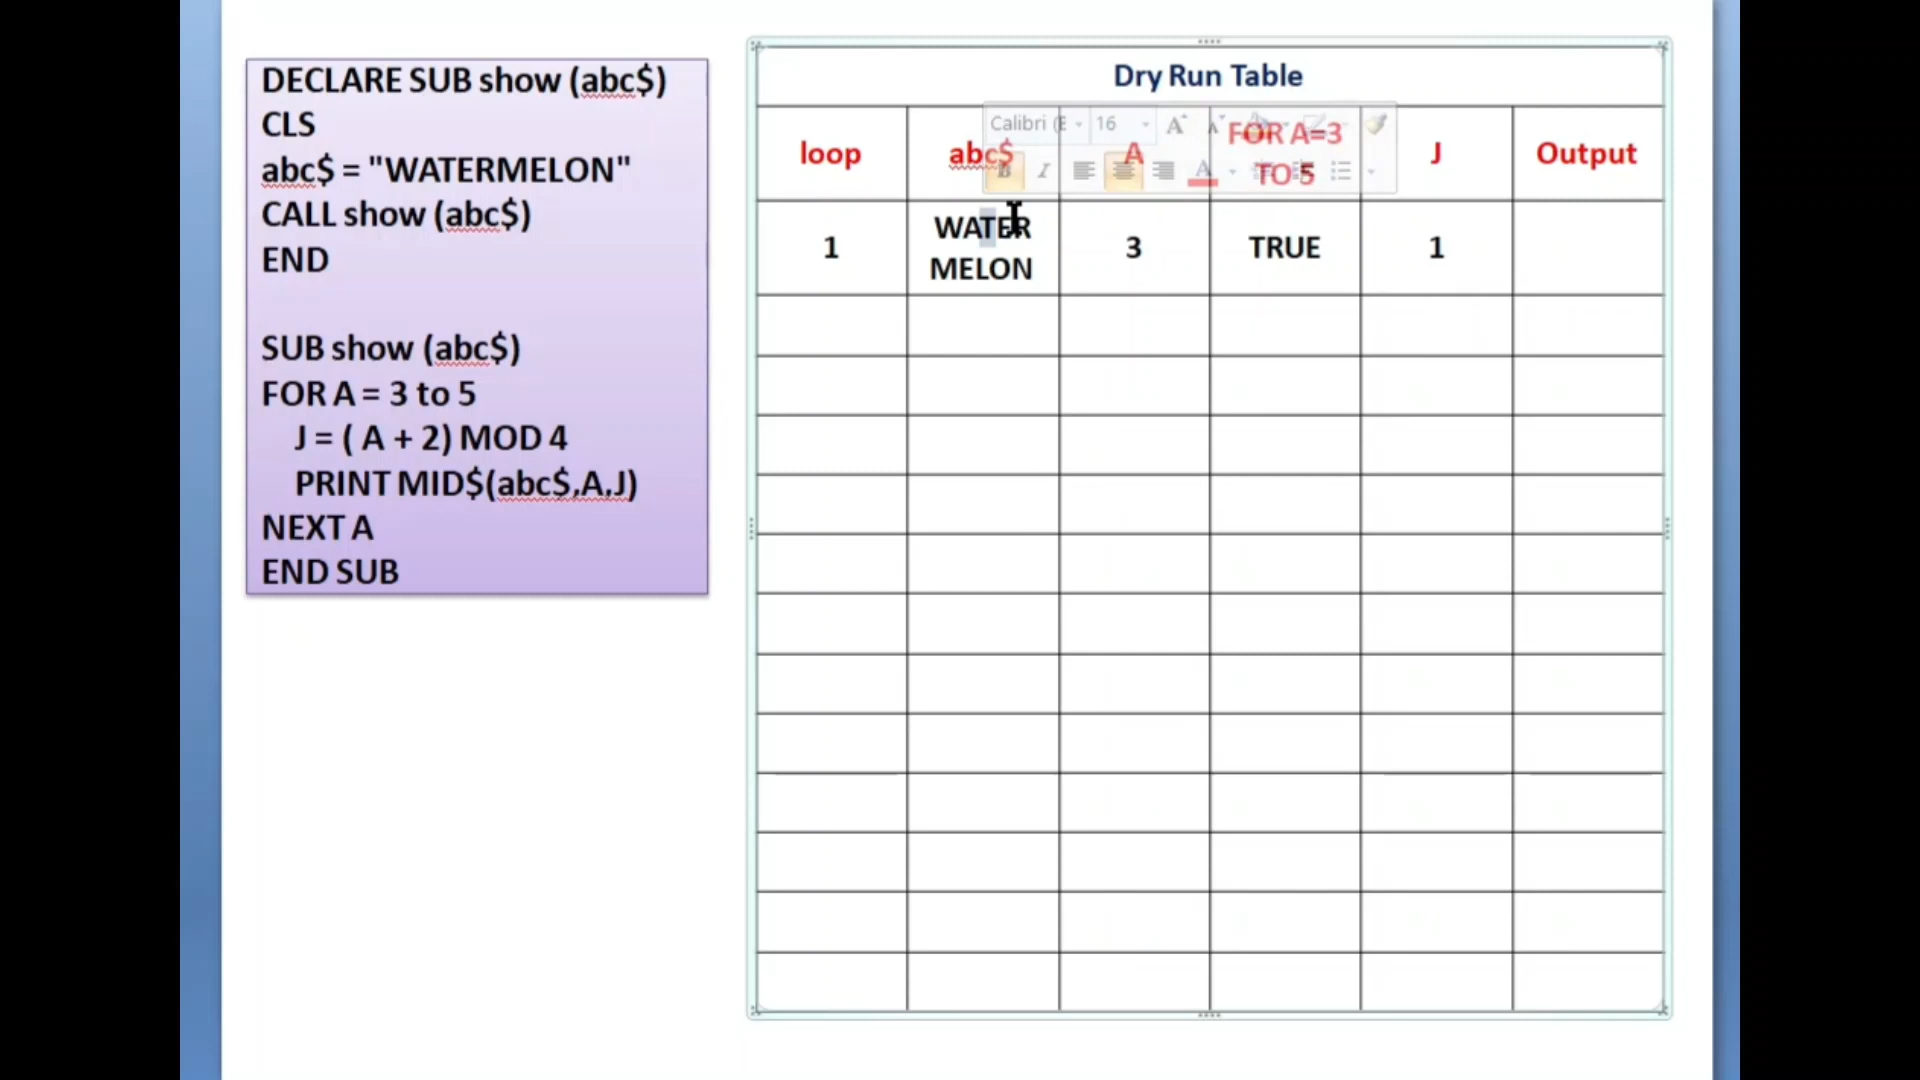 DECLARE SUB show (abc$)
CLS
abc$ = "WATERMELON"
CALL show (abc$)
END
SUB show (abc$)
FOR A = 3 to 5
J = ( A + 2) MOD 4
PRINT MID$(abc$,A,J)
NEXT A
END SUB
Dry Run Table
Calibri (E 16
loop abc$ A FOR A=3 J Output
TO 5
1 WATER 3 TRUE 1
MELON